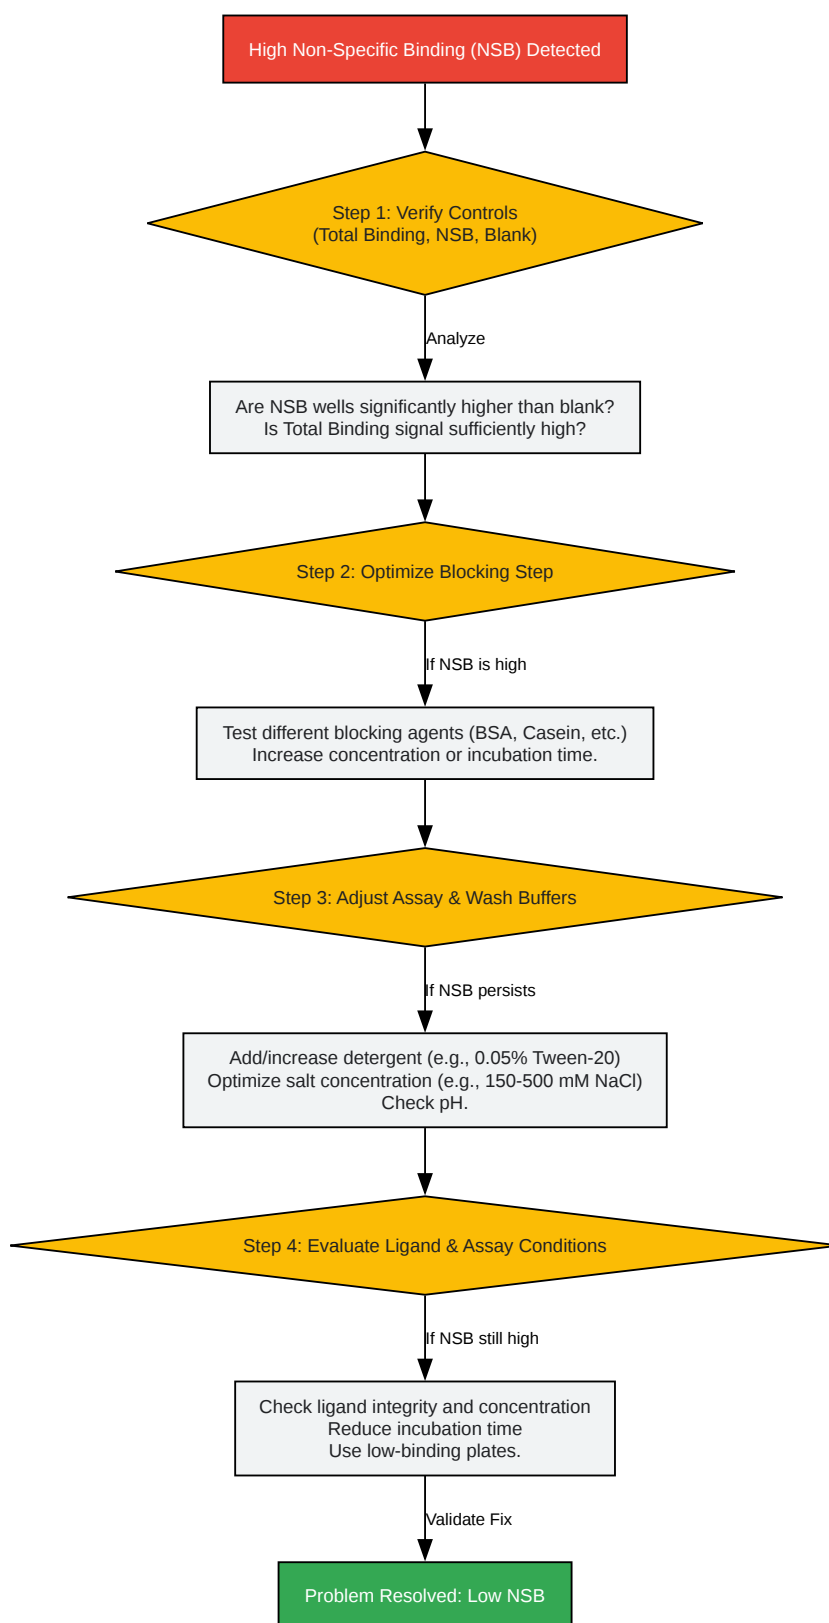 High Non-Specific Binding (NSB) Detected
Step 1: Verify Controls
(Total Binding, NSB, Blank)
Analyze
Are NSB wells significantly higher than blank?
Is Total Binding signal sufficiently high?
Step 2: Optimize Blocking Step
If NSB is high
Test different blocking agents (BSA, Casein, etc.)
Increase concentration or incubation time.
Step 3: Adjust Assay & Wash Buffers
If NSB persists
Add/increase detergent (e.g., 0.05% Tween-20)
Optimize salt concentration (e.g., 150-500 mM NaCl)
Check pH.
Step 4: Evaluate Ligand & Assay Conditions
If NSB still high
Check ligand integrity and concentration
Reduce incubation time
Use low-binding plates.
Validate Fix
Problem Resolved: Low NSB